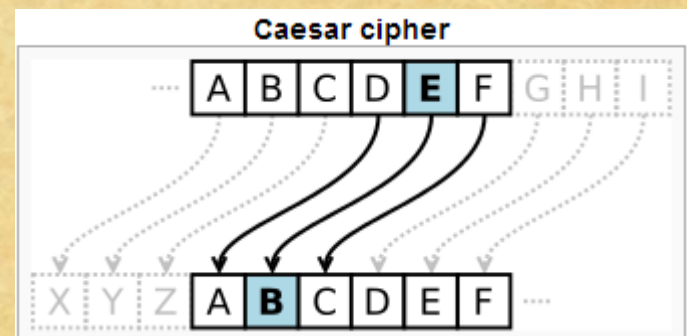 Caesar cipher
···· A B C D E F G H I
X Y Z A B C D E F ····